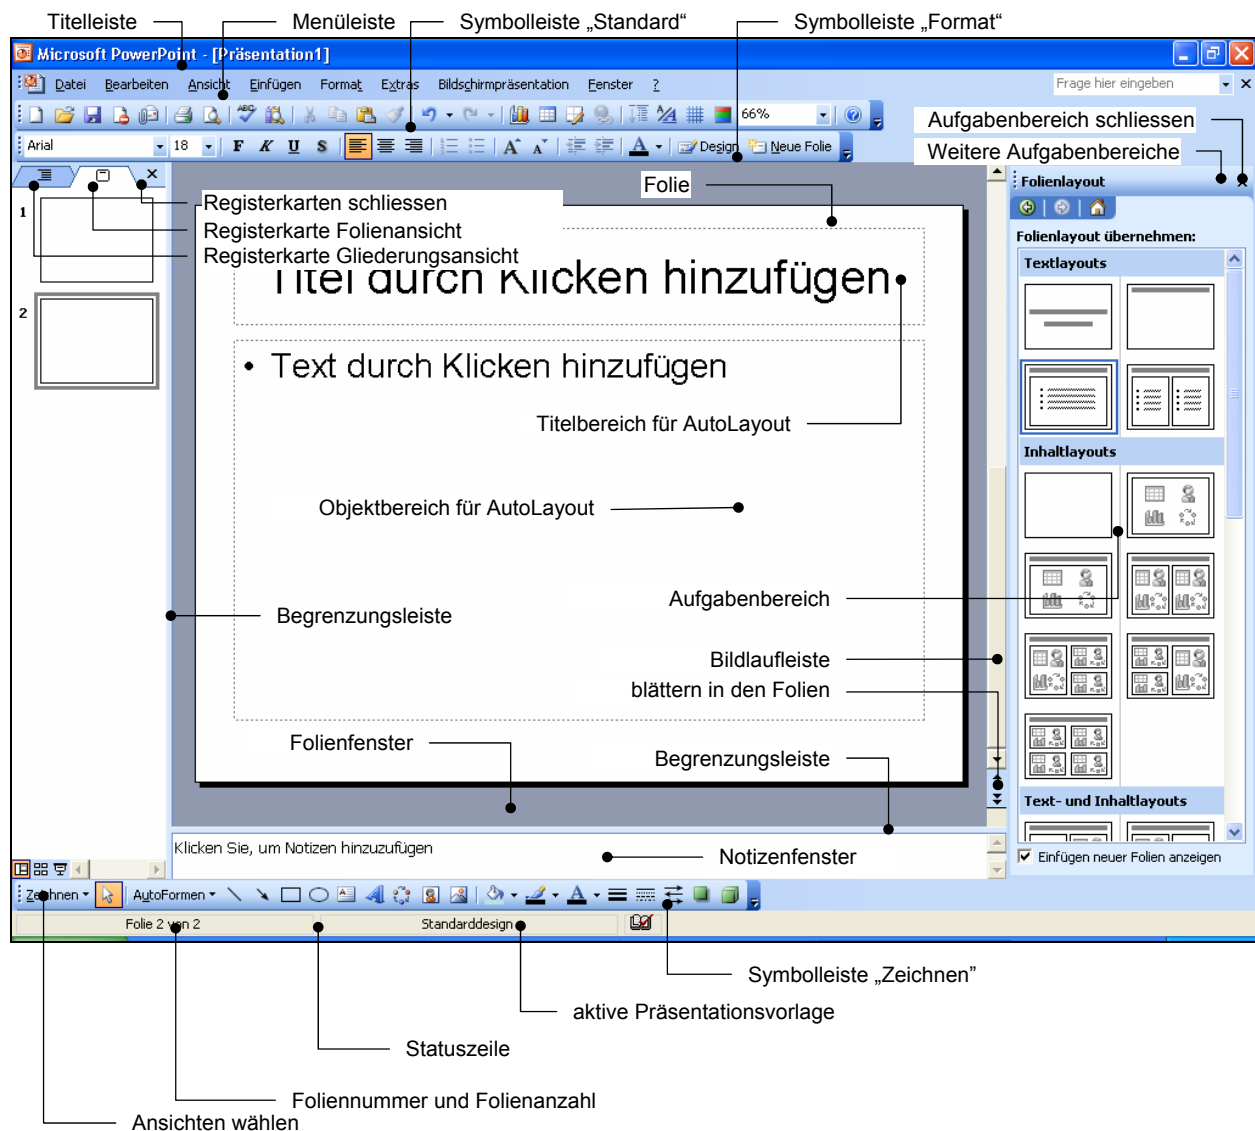 Titelleiste Menüleiste Symbolleiste „Standard“ Symbolleiste „Format“
Microsoft PowerPoint - [Präsentation1]
Datei Bearbeiten Ansicht Einfügen Format Extras Bildschirmpräsentation Fenster ? Frage hier eingeben
66%
Aufgabenbereich schliessen
Arial 18 F K U S Design Neue Folie
Weitere Aufgabenbereiche
Folie
Folienlayout
Registerkarten schliessen
Registerkarte Folienansicht
Registerkarte Gliederungsansicht
1
2
Folienlayout übernehmen:
Textlayouts
Titel durch Klicken hinzufügen
• Text durch Klicken hinzufügen
Titelbereich für AutoLayout
Inhaltlayouts
Objektbereich für AutoLayout
Aufgabenbereich
Begrenzungsleiste
Bildlaufleiste
blättern in den Folien
Folienfenster
Begrenzungsleiste
Text- und Inhaltlayouts
Klicken Sie, um Notizen hinzuzufügen
Notizenfenster
Einfügen neuer Folien anzeigen
Zeichnen AutoFormen
Folie 2 von 2 Standarddesign
Symbolleiste „Zeichnen“
aktive Präsentationsvorlage
Statuszeile
Foliennummer und Folienanzahl
Ansichten wählen